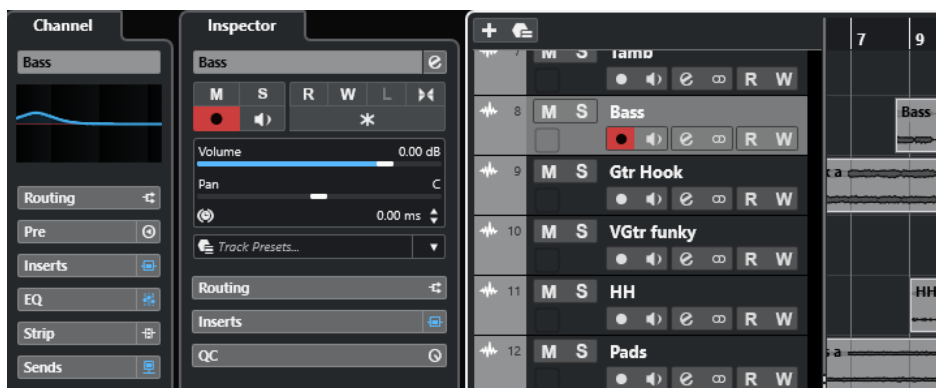 Channel
Bass
Routing
Pre
Inserts
EQ
Strip
Sends
Inspector
Bass
M S R W L
Volume 0.00 dB
Pan C
0.00 ms
Track Presets...
Routing
Inserts
QC
7 9
7 M S Tamb
R W
8 M S Bass
R W
9 M S Gtr Hook
R W
10 M S VGtr funky
R W
11 M S HH
R W
12 M S Pads
R W
Bass
HH